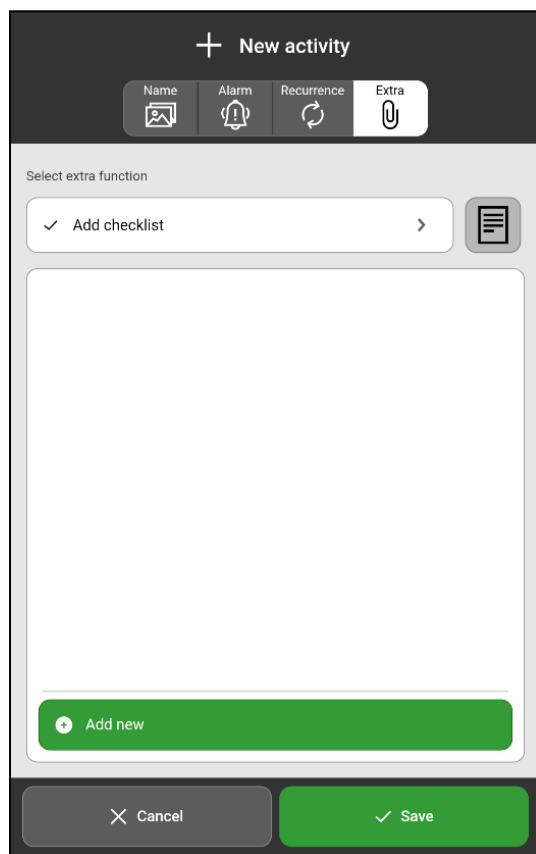 New activity
Name Alarm Recurrence Extra
Select extra function
Add checklist
Add new
Cancel Save